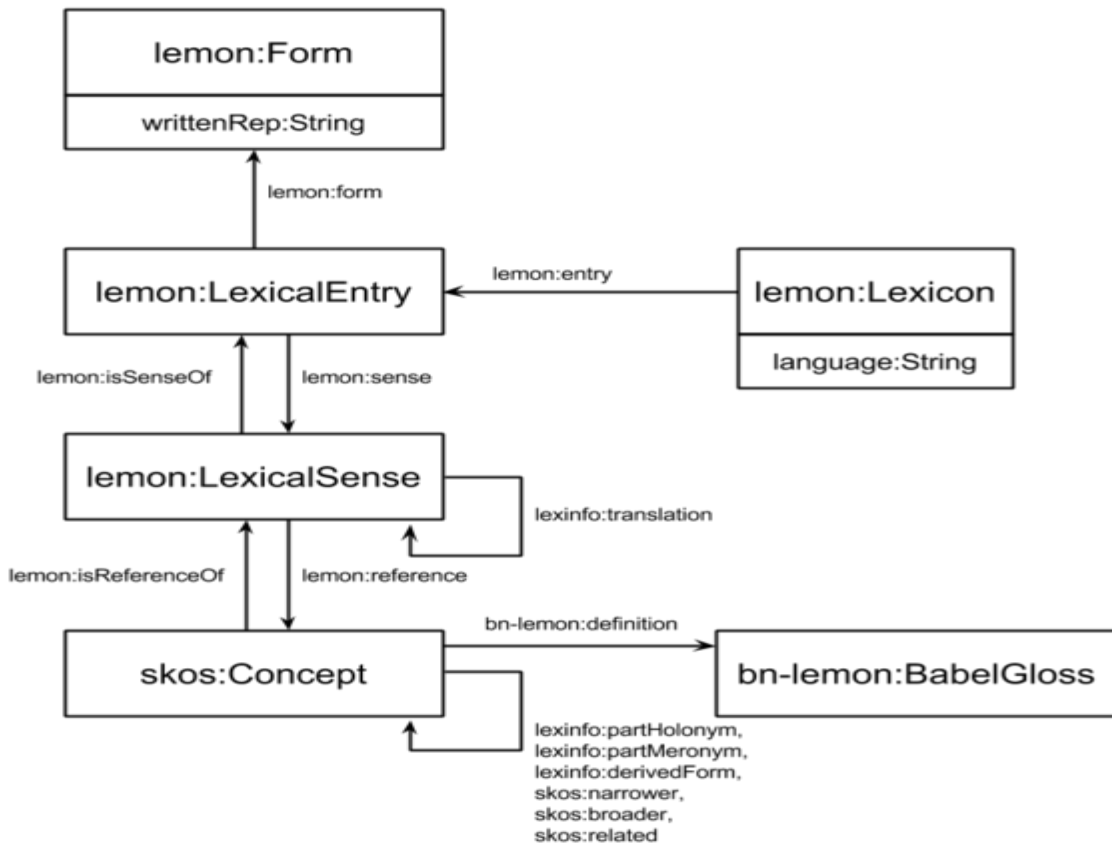 lemon:Form
writtenRep:String
lemon:form
lemon:LexicalEntry
lemon:entry
lemon:Lexicon
language:String
lemon:isSenseOf
lemon:sense
lemon:LexicalSense
lexinfo:translation
lemon:isReferenceOf
lemon:reference
skos:Concept
bn-lemon:definition
bn-lemon:BabelGloss
lexinfo:partHolonym,
lexinfo:partMeronym,
lexinfo:derivedForm,
skos:narrower,
skos:broader,
skos:related